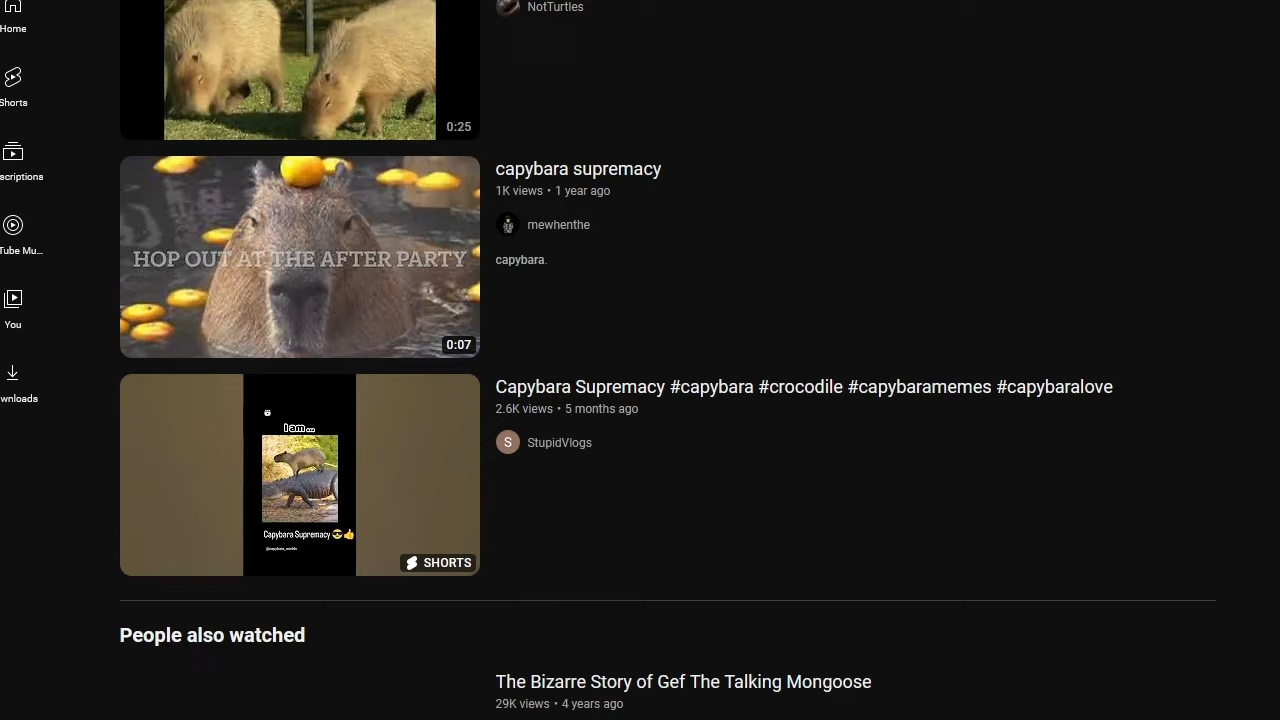 Home
Shorts
scriptions
Tube Mu...
You
wnloads
NotTurtles
0:25
HOP OUT AT THE AFTER PARTY
0:07
capybara supremacy
1K views • 1 year ago
mewhenthe
capybara.
Capybara Supremacy 😎👍
@capybara_worldn
SHORTS
Capybara Supremacy #capybara #crocodile #capybaramemes #capybaralove
2.6K views • 5 months ago
S
StupidVlogs
People also watched
The Bizarre Story of Gef The Talking Mongoose
29K views • 4 years ago